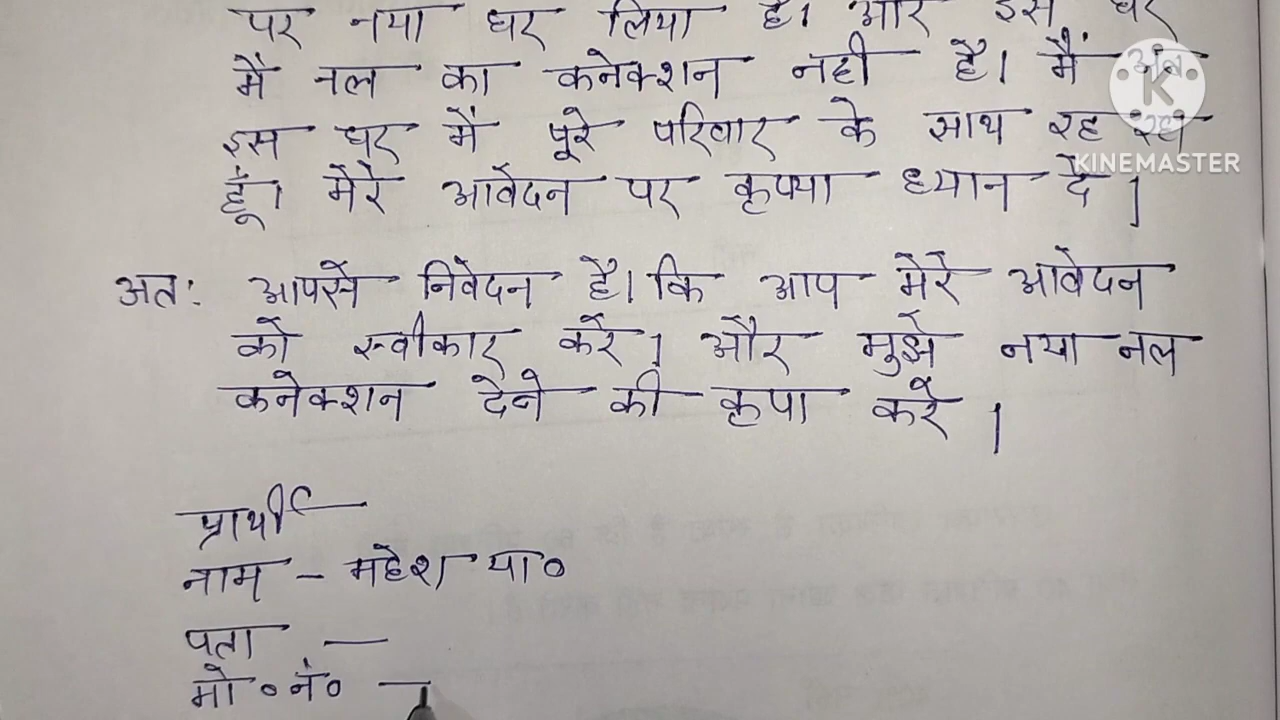 पर नया घर लिया है। और इस घर
में नल का कनेक्शन नही है। मैं अब
इस घर में पूरे परिवार के साथ रह रहा
हूं। मेरे आवेदन पर कृप्या ध्यान दें।
अतः आपसे निवेदन है। कि आप मेरे आवेदन
को स्वीकार करें। और मुझे नया नल
कनेक्शन देने की कृपा करें।
प्रार्थी
नाम - महेश या०
पता -
मो०नं० -
KINEMASTER